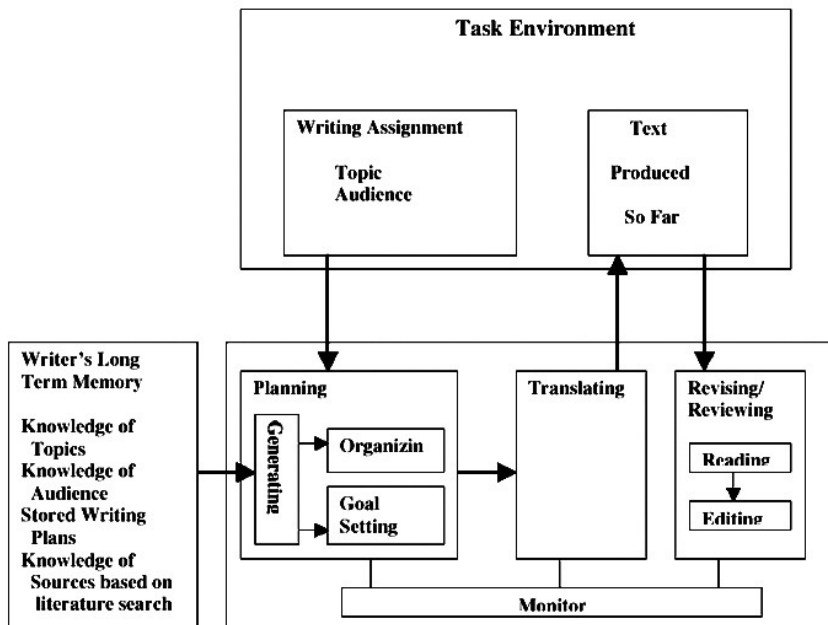 Task Environment
Writing Assignment
Topic
Audience
Text
Produced
So Far
Writer's Long
Term Memory
Knowledge of
Topics
Knowledge of
Audience
Stored Writing
Plans
Knowledge of
Sources based on
literature search
Planning
Generating
Organizin
Goal
Setting
Translating
Revising/
Reviewing
Reading
Editing
Monitor